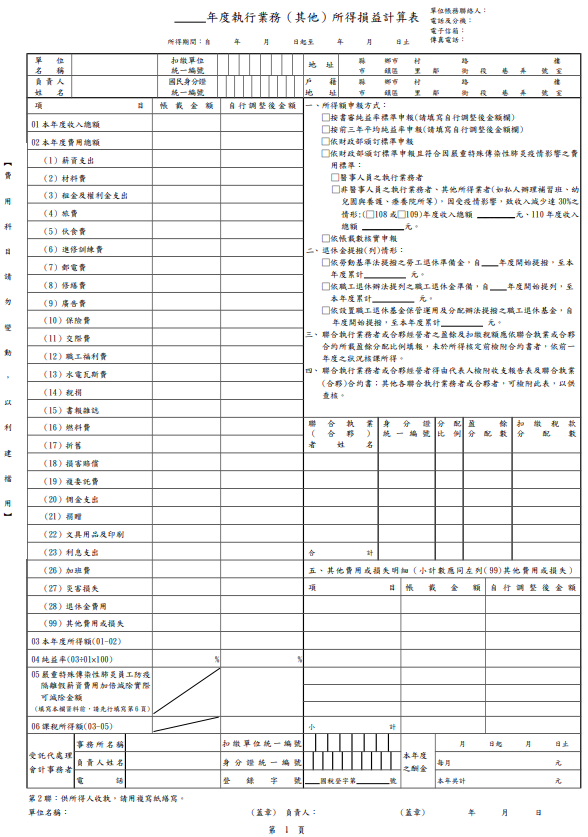 ____年度執行業務（其他）所得損益計算表
單位帳務聯絡人：
電話及分機：
電子信箱：
傳真電話：
所得期間：自 年 月 日起至 年 月 日止
單位名稱 扣繳單位統一編號 地址 縣市 鄉市鎮區 村里 鄰 路街 段 巷 弄 號 樓室
負責人姓名 國民身分證統一編號 戶籍地址 縣市 鄉市鎮區 村里 鄰 路街 段 巷 弄 號 樓室
項目 帳載金額 自行調整後金額
01本年度收入總額
02本年度費用總額
(1) 薪資支出
(2) 材料費
(3) 租金及權利金支出
(4) 旅費
(5) 伙食費
(6) 進修訓練費
(7) 郵電費
(8) 修繕費
(9) 廣告費
(10) 保險費
(11) 交際費
(12) 職工福利費
(13) 水電瓦斯費
(14) 稅捐
(15) 書報雜誌
(16) 燃料費
(17) 折舊
(18) 損害賠償
(19) 複委託費
(20) 佣金支出
(21) 捐贈
(22) 文具用品及印刷
(23) 利息支出
(26) 加班費
(27) 災害損失
(28) 退休金費用
(99) 其他費用或損失
03本年度所得額(01-02)
04純益率(03÷01×100) % %
05嚴重特殊傳染性肺炎員工防疫
隔離假薪資費用加倍減除實際
可減除金額
(填寫本欄資料前，請先行填寫第6頁)
06課稅所得額(03-05)
【費用科目請勿變動，以利建檔用】
一、所得額申報方式：
□按書審純益率標準申報(請填寫自行調整後金額欄)
□按前三年平均純益率申報(請填寫自行調整後金額欄)
□依財政部頒訂標準申報
□依財政部頒訂標準申報且符合因嚴重特殊傳染性肺炎疫情影響之費
用標準：
□醫事人員之執行業務者
□非醫事人員之執行業務者、其他所得業者(如私人辦理補習班、幼
兒園與養護、療養院所等)，因受疫情影響，致收入減少達30%之
情形:(□108或□109)年度收入總額______元、110年度收入
總額______元。
□依帳載數核實申報
二、退休金提撥(列)情形：
□依勞動基準法提撥之勞工退休準備金，自___年度開始提撥，至本
年度累計______元。
□依職工退休辦法提列之職工退休金準備，自___年度開始提列，至
本年度累計______元。
□依設置職工退休基金保管運用及分配辦法提撥之職工退休基金，自
年度開始提撥，至本年度累計______元。
三、聯合執行業務者或合夥經營者之盈餘及扣繳稅額應依聯合執業或合夥
合約所載盈餘分配比例填報，未於所得核定前檢附合約書者，依前一
年度之狀況核課所得。
四、聯合執行業務者或合夥經營者得由代表人檢附收支報告表及聯合執業
(合夥)合約書；其他各聯合執行業務者或合夥者，可檢附此表，以供
查核。
聯合執業(合夥)者姓名 身分證統一編號 分配比例 盈餘分配數 扣繳稅款分配數
合計
五、其他費用或損失明細(小計數應同左列(99)其他費用或損失)
項目 帳載金額 自行調整後金額
小計
受託代處理會計事務者 事務所名稱 扣繳單位統一編號 本年度之酬金 月 日起 月 日止
負責人姓名 身分證統一編號 每月 元
電話 登錄字號 ___國稅登字第___號 本年共計 元
第2聯：供所得人收執，請用複寫紙繕寫。
單位名稱： (蓋章) 負責人： (蓋章) 年 月 日
第 1 頁